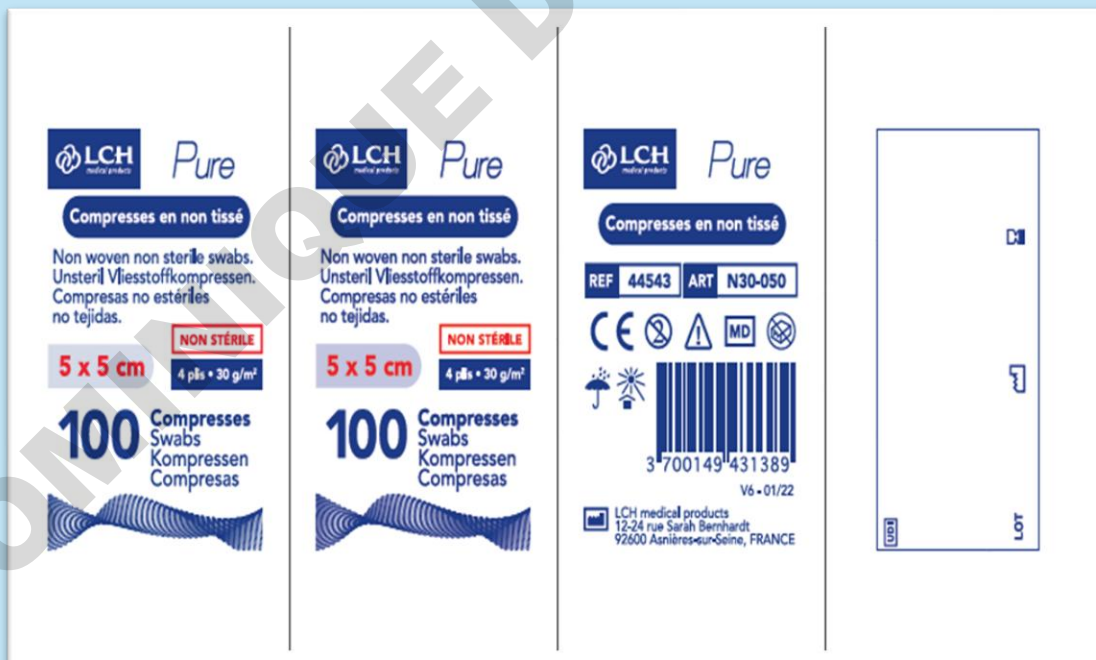 LCH
medical products
Pure
Compresses en non tissé
Non woven non sterile swabs.
Unsteril Vliesstoffkompressen.
Compresas no estériles
no tejidas.
NON STÉRILE
5 x 5 cm
4 plis • 30 g/m²
100
Compresses
Swabs
Kompressen
Compresas
LCH
medical products
Pure
Compresses en non tissé
Non woven non sterile swabs.
Unsteril Vliesstoffkompressen.
Compresas no estériles
no tejidas.
NON STÉRILE
5 x 5 cm
4 plis • 30 g/m²
100
Compresses
Swabs
Kompressen
Compresas
LCH
medical products
Pure
Compresses en non tissé
REF 44543 ART N30-050
CE
2
MD
3 700149 431389
V6 - 01/22
LCH medical products
12-24 rue Sarah Bernhardt
92600 Asnières-sur-Seine, FRANCE
UDI
LOT
OMINIQUE D